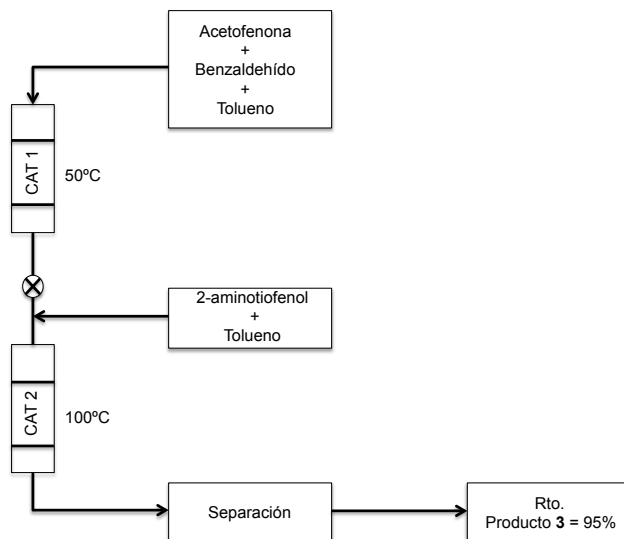 Acetofenona
+
Benzaldehído
+
Tolueno
CAT 1
50ºC
2-aminotiofenol
+
Tolueno
CAT 2
100ºC
Separación
Rto.
Producto 3 = 95%